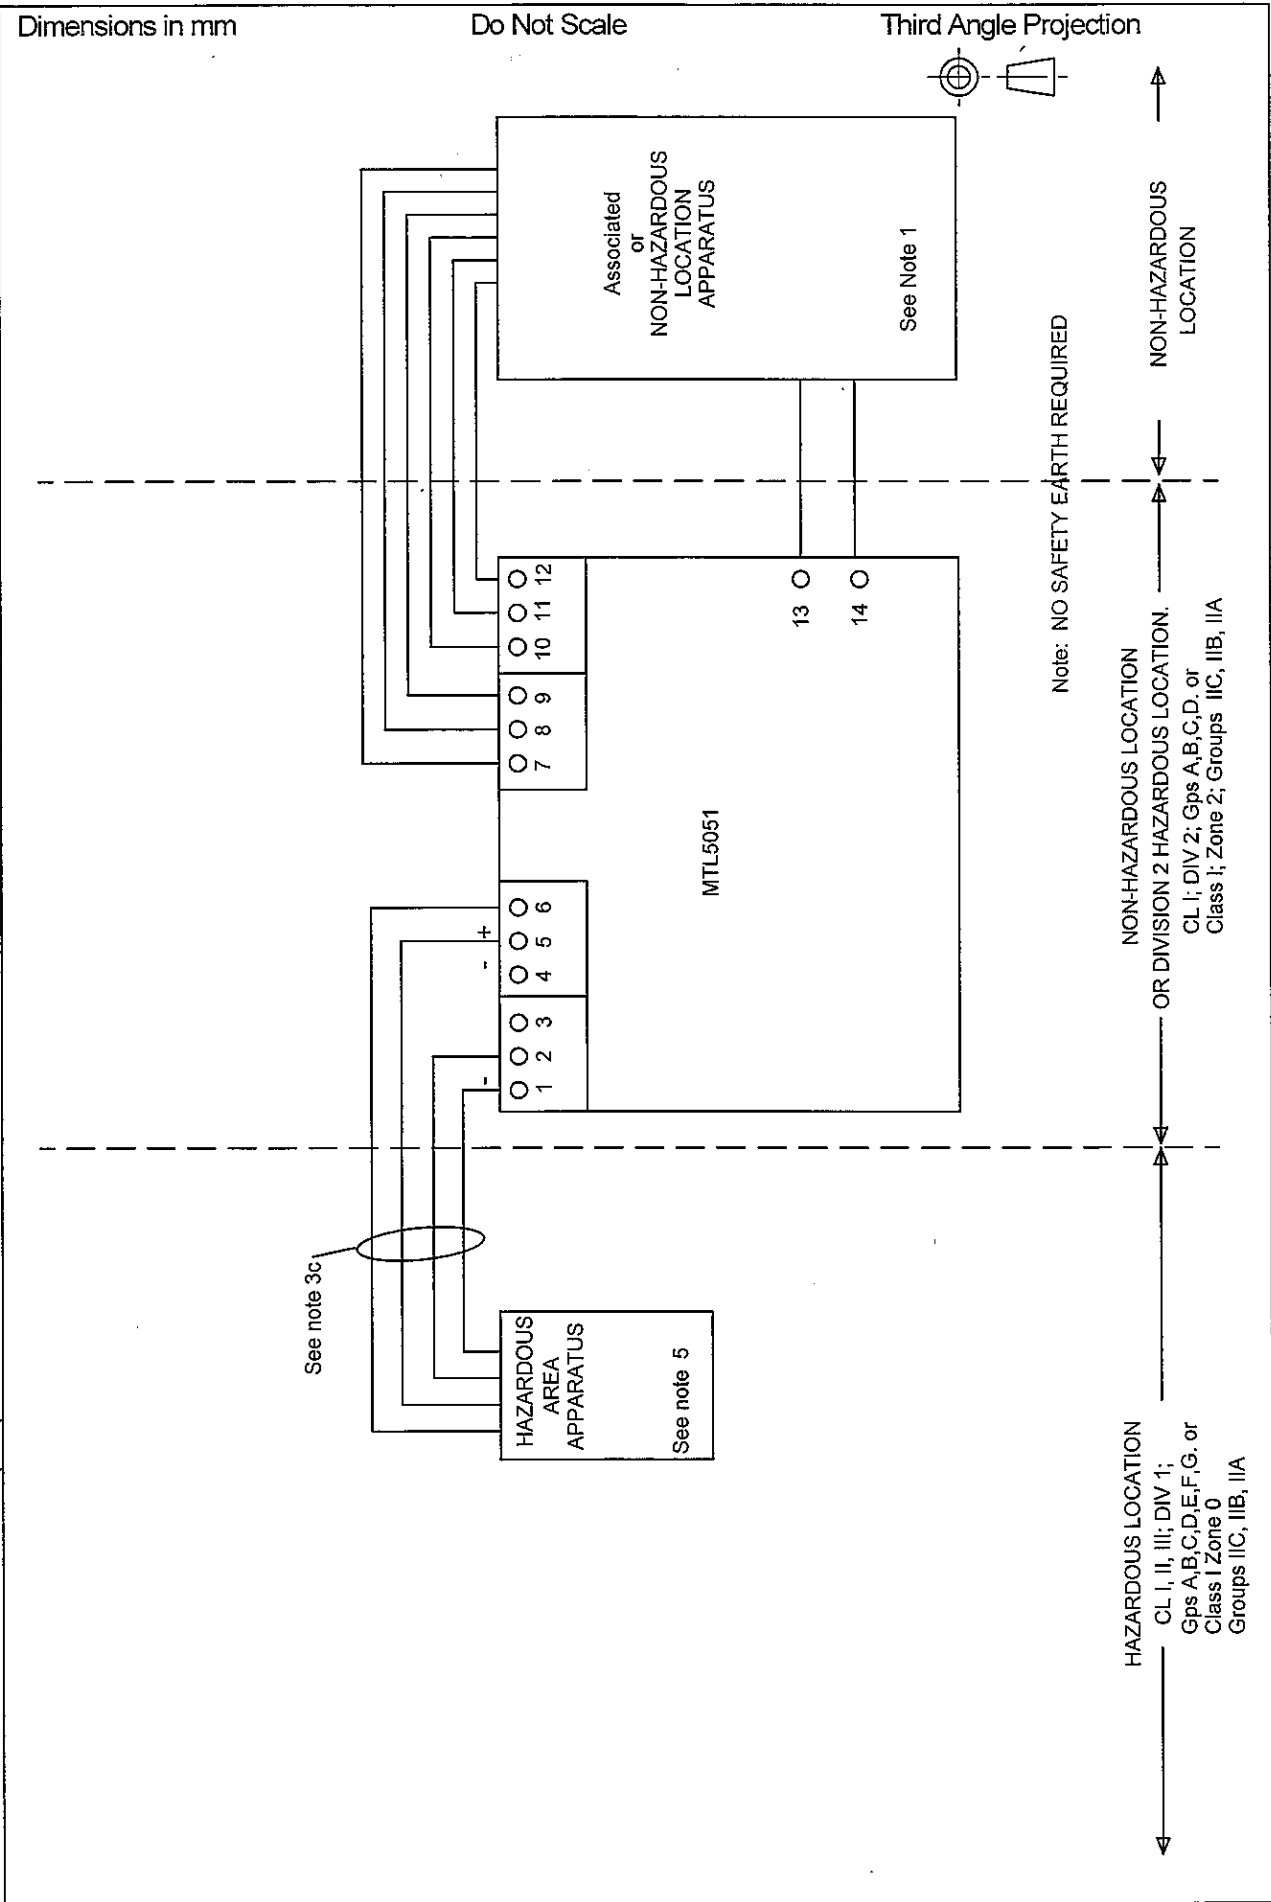 Dimensions in mm
Do Not Scale
Third Angle Projection
See note 3c
HAZARDOUS
AREA
APPARATUS
See note 5
-
- +
1 2 3 4 5 6
7 8 9 10 11 12
MTL5051
13
14
Associated
or
NON-HAZARDOUS
LOCATION
APPARATUS
See Note 1
Note: NO SAFETY EARTH REQUIRED
HAZARDOUS LOCATION
CL I, II, III; DIV 1;
Gps A,B,C,D,E,F,G. or
Class I Zone 0
Groups IIC, IIB, IIA
NON-HAZARDOUS LOCATION
OR DIVISION 2 HAZARDOUS LOCATION.
CL I; DIV 2; Gps A,B,C,D. or
Class I; Zone 2; Groups IIC, IIB, IIA
NON-HAZARDOUS
LOCATION